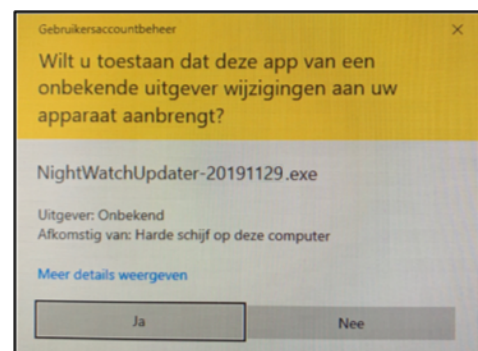 Gebruikersaccountbeheer
Wilt u toestaan dat deze app van een
onbekende uitgever wijzigingen aan uw
apparaat aanbrengt?
NightWatchUpdater-20191129.exe
Uitgever: Onbekend
Afkomstig van: Harde schijf op deze computer
Meer details weergeven
Ja
Nee